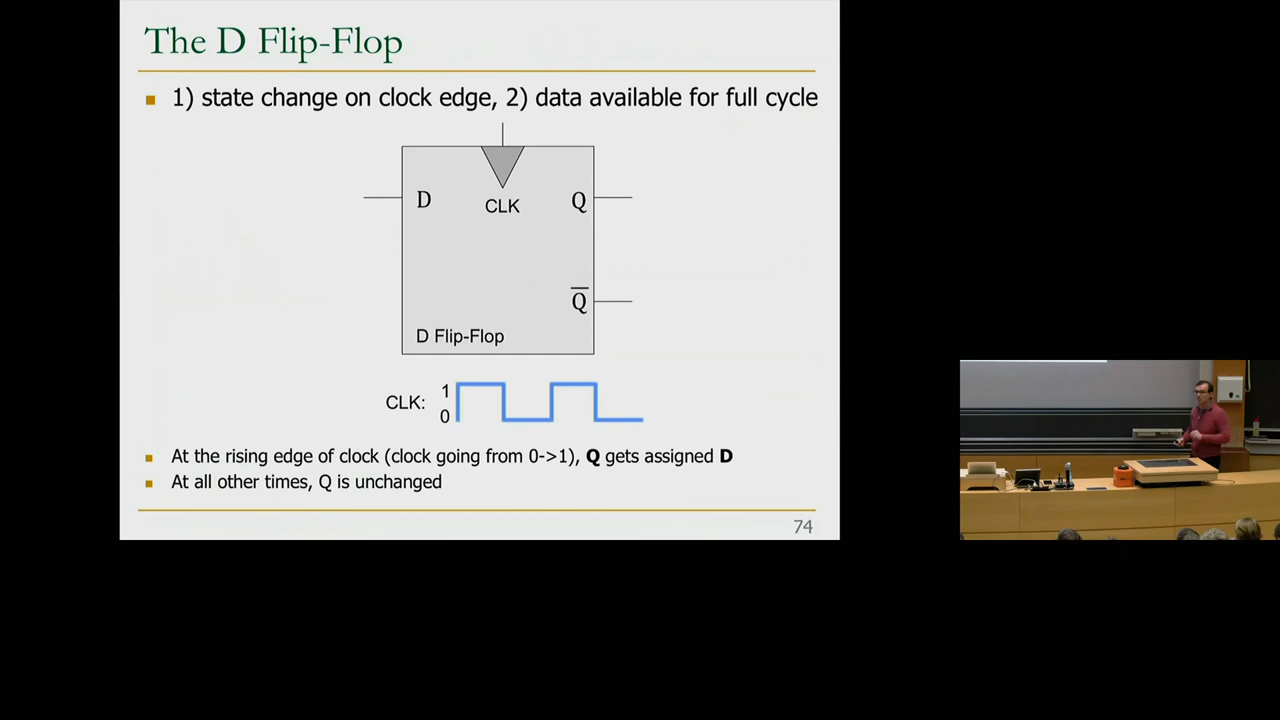 The D Flip-Flop
1) state change on clock edge, 2) data available for full cycle
D
CLK
Q
Q̅
D Flip-Flop
CLK:
1
0
At the rising edge of clock (clock going from 0->1), Q gets assigned D
At all other times, Q is unchanged
74